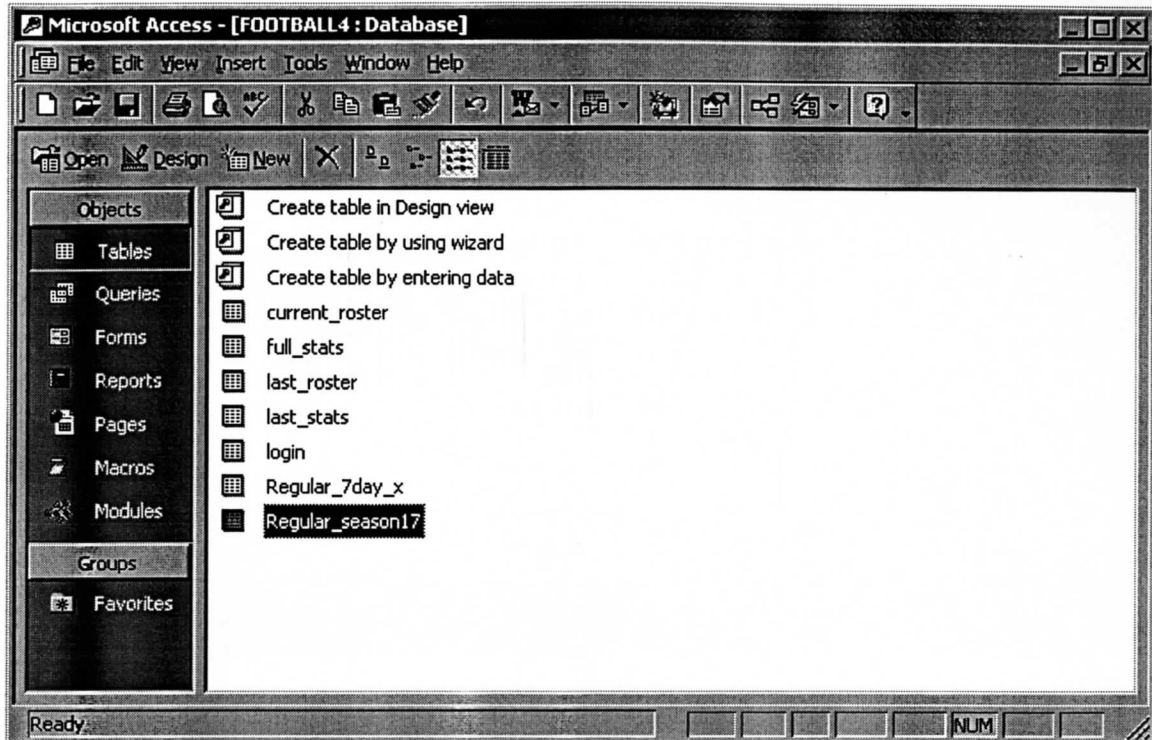 Microsoft Access - [FOOTBALL4 : Database]
File Edit View Insert Tools Window Help
Open Design New
Objects
Tables
Queries
Forms
Reports
Pages
Macros
Modules
Groups
Favorites
Create table in Design view
Create table by using wizard
Create table by entering data
current_roster
full_stats
last_roster
last_stats
login
Regular_7day_x
Regular_season17
Ready
NUM